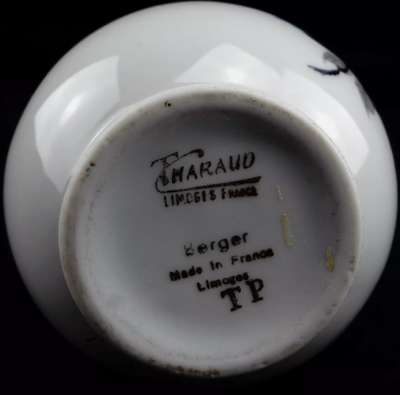 THARAUD
LIMOGES FRANCE
Berger
Made in France
Limoges
TP